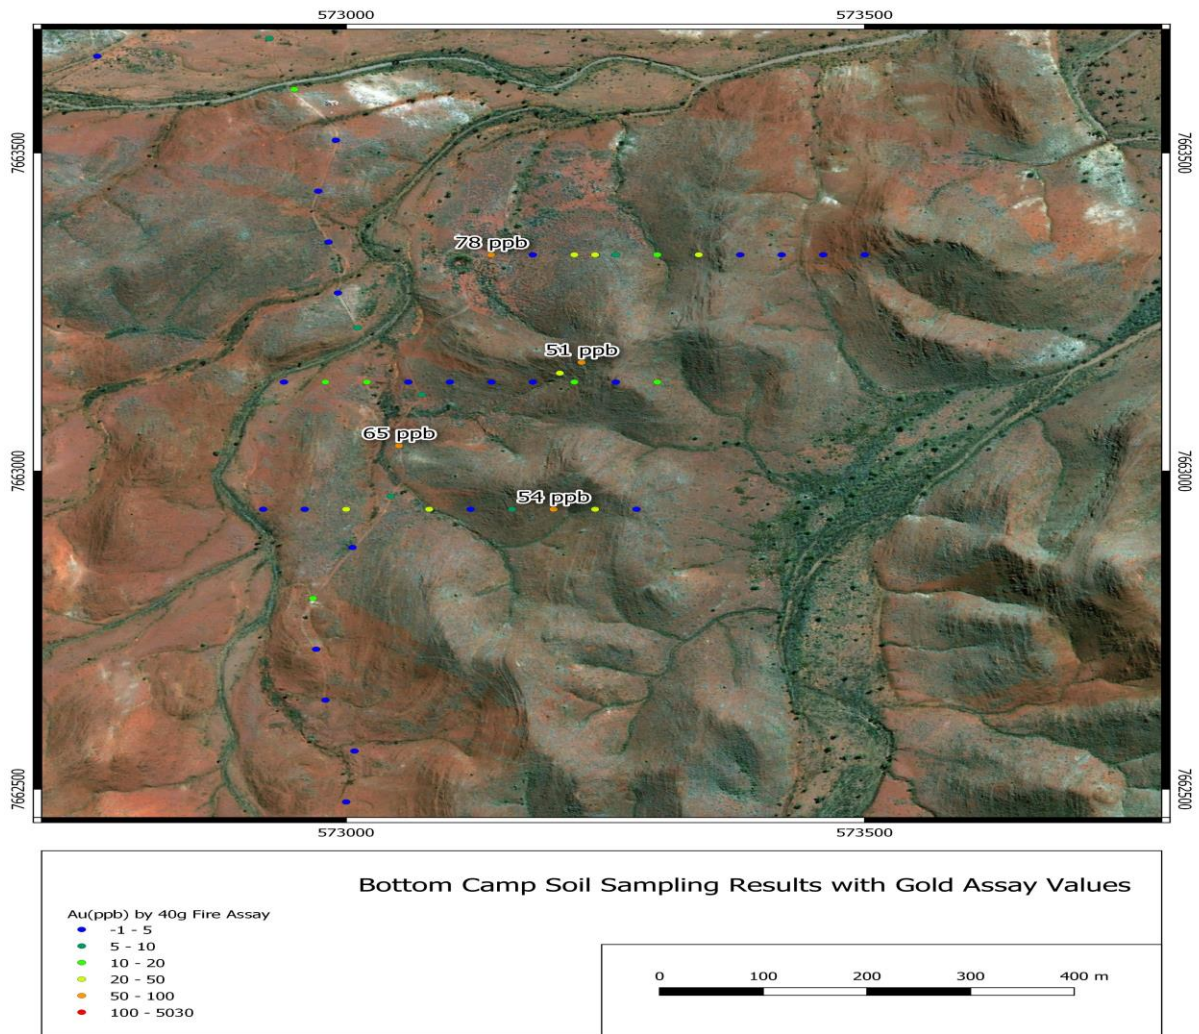 573000 573500
7663500 7663500
78 ppb
51 ppb
65 ppb
7663000 7663000
54 ppb
7662500 7662500
573000 573500
Bottom Camp Soil Sampling Results with Gold Assay Values
Au(ppb) by 40g Fire Assay
-1 - 5
5 - 10
10 - 20
20 - 50
50 - 100
100 - 5030
0 100 200 300 400 m